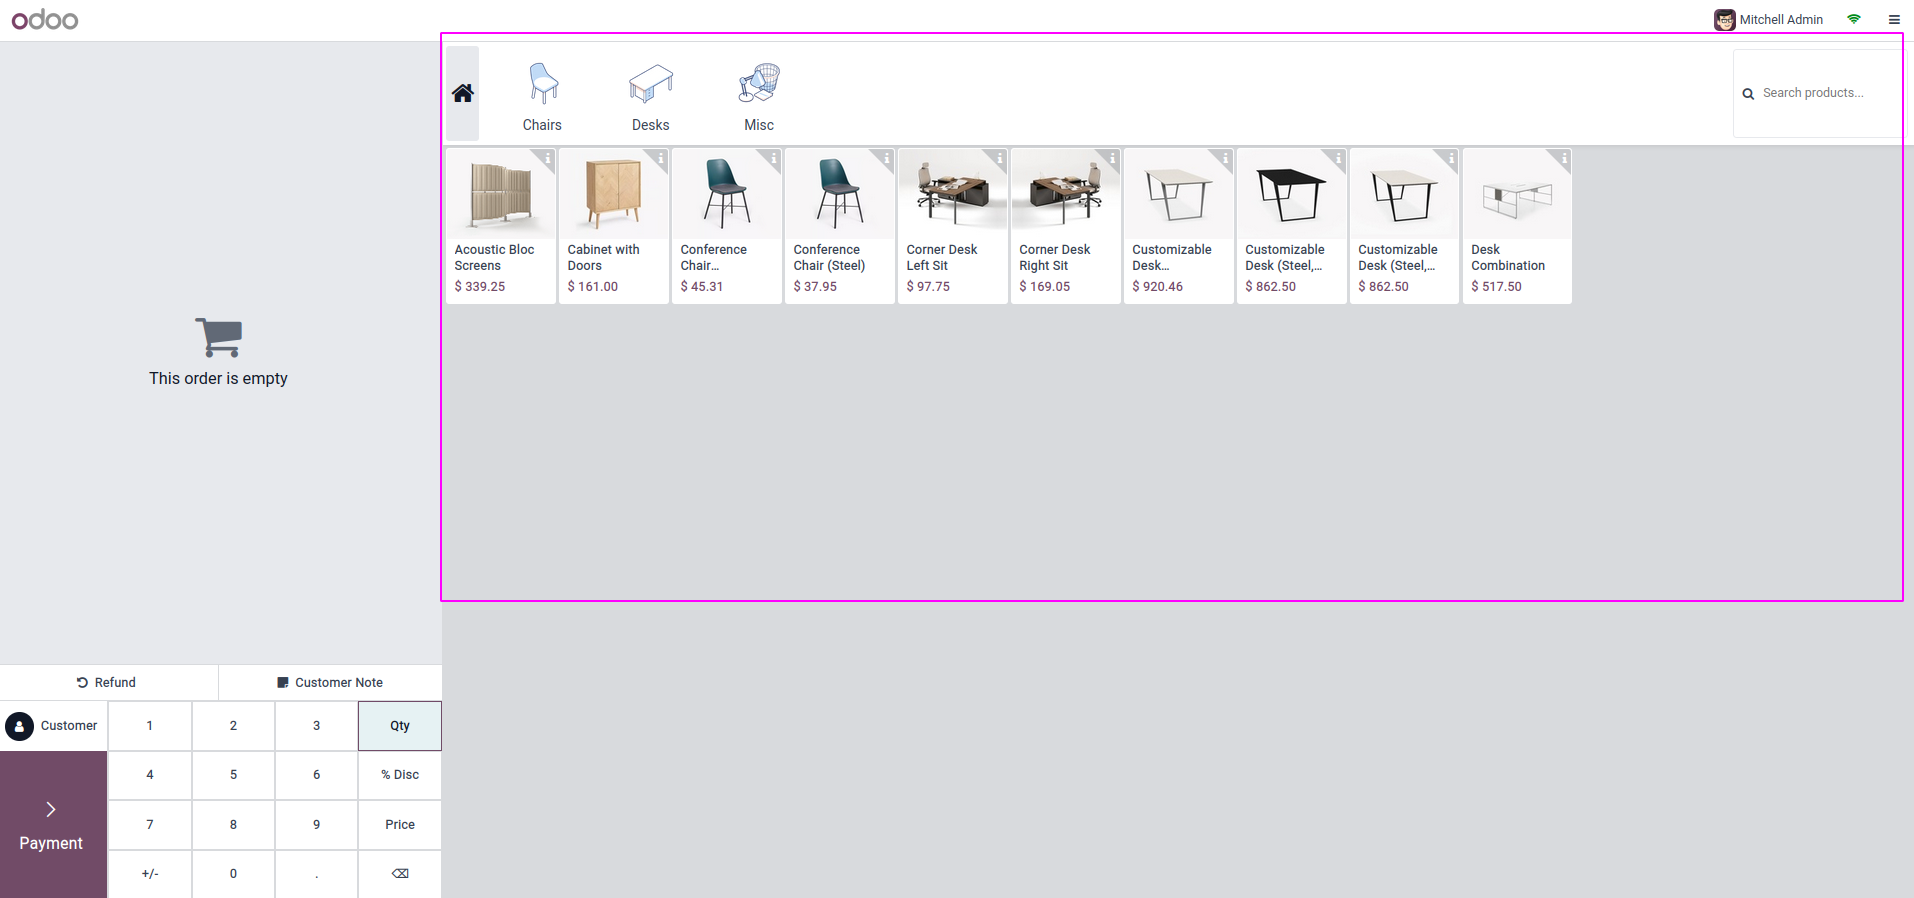 odoo
Mitchell Admin
Chairs
Desks
Misc
Search products...
Acoustic Bloc
Screens
$ 339.25
Cabinet with
Doors
$ 161.00
Conference
Chair...
$ 45.31
Conference
Chair (Steel)
$ 37.95
Corner Desk
Left Sit
$ 97.75
Corner Desk
Right Sit
$ 169.05
Customizable
Desk...
$ 920.46
Customizable
Desk (Steel,...
$ 862.50
Customizable
Desk (Steel,...
$ 862.50
Desk
Combination
$ 517.50
This order is empty
Refund
Customer Note
Customer
1
2
3
Qty
4
5
6
% Disc
7
8
9
Price
Payment
+/-
0
.
⌫